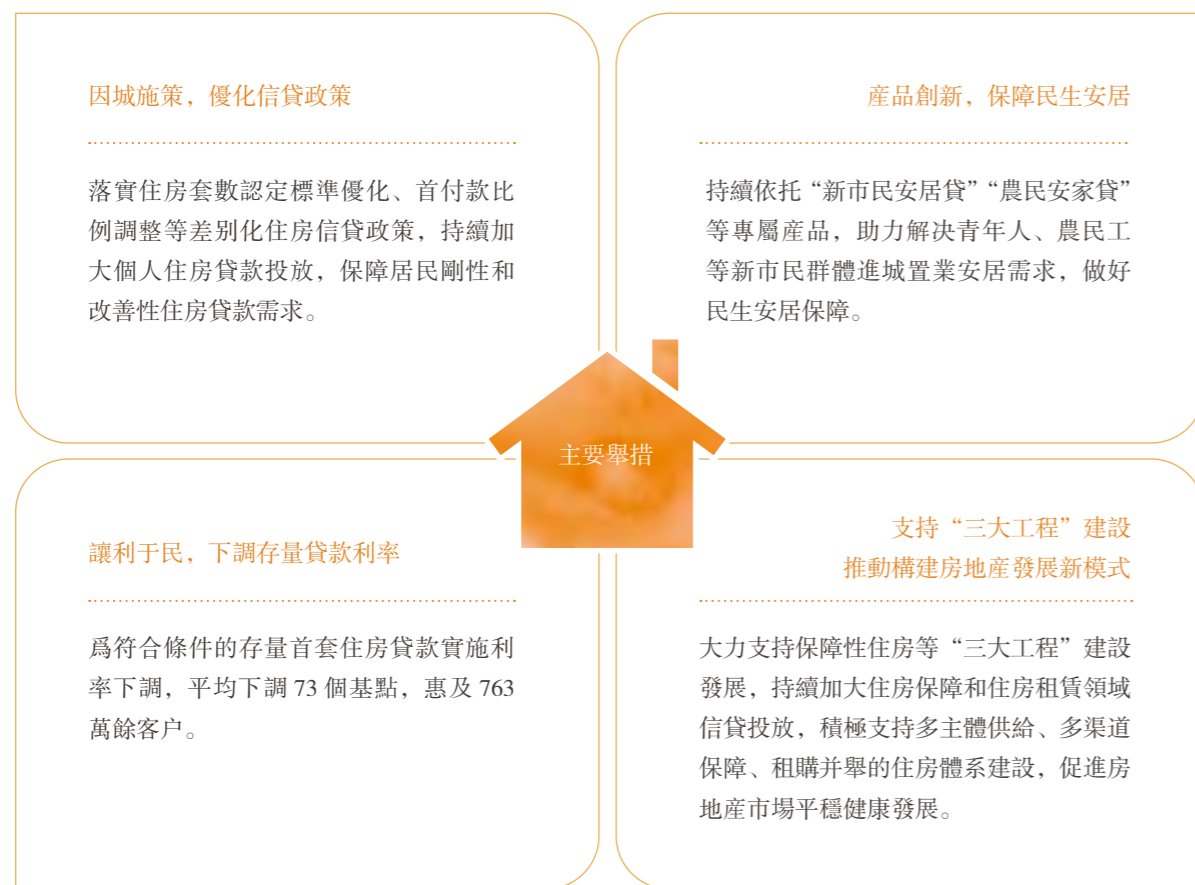 因城施策，優化信貸政策
落實住房套數認定標準優化、首付款比
例調整等差别化住房信貸政策，持續加
大個人住房貸款投放，保障居民剛性和
改善性住房貸款需求。
産品創新，保障民生安居
持續依托“新市民安居貸”“農民安家貸”
等專屬産品，助力解决青年人、農民工
等新市民群體進城置業安居需求，做好
民生安居保障。
主要舉措
讓利于民，下調存量貸款利率
爲符合條件的存量首套住房貸款實施利
率下調，平均下調 73 個基點，惠及 763
萬餘客户。
支持“三大工程”建設
推動構建房地産發展新模式
大力支持保障性住房等“三大工程”建設
發展，持續加大住房保障和住房租賃領域
信貸投放，積極支持多主體供給、多渠道
保障、租購并舉的住房體系建設，促進房
地産市場平穩健康發展。